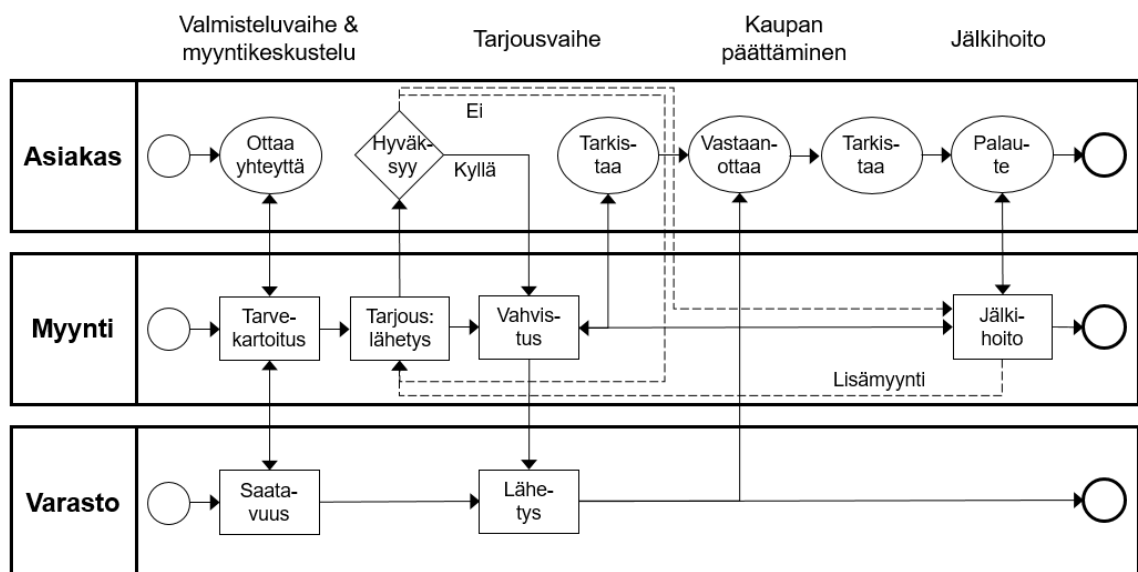 Valmisteluvaihe &
myyntikeskustelu
Tarjousvaihe
Kaupan
päättäminen
Jälkihoito
Asiakas
Ottaa
yhteyttä
Hyväk-
syy
Ei
Kyllä
Tarkis-
taa
Vastaan-
ottaa
Tarkis-
taa
Palau-
te
Myynti
Tarve-
kartoitus
Tarjous:
lähetys
Vahvis-
tus
Jälki-
hoito
Lisämyynti
Varasto
Saata-
vuus
Lähe-
tys